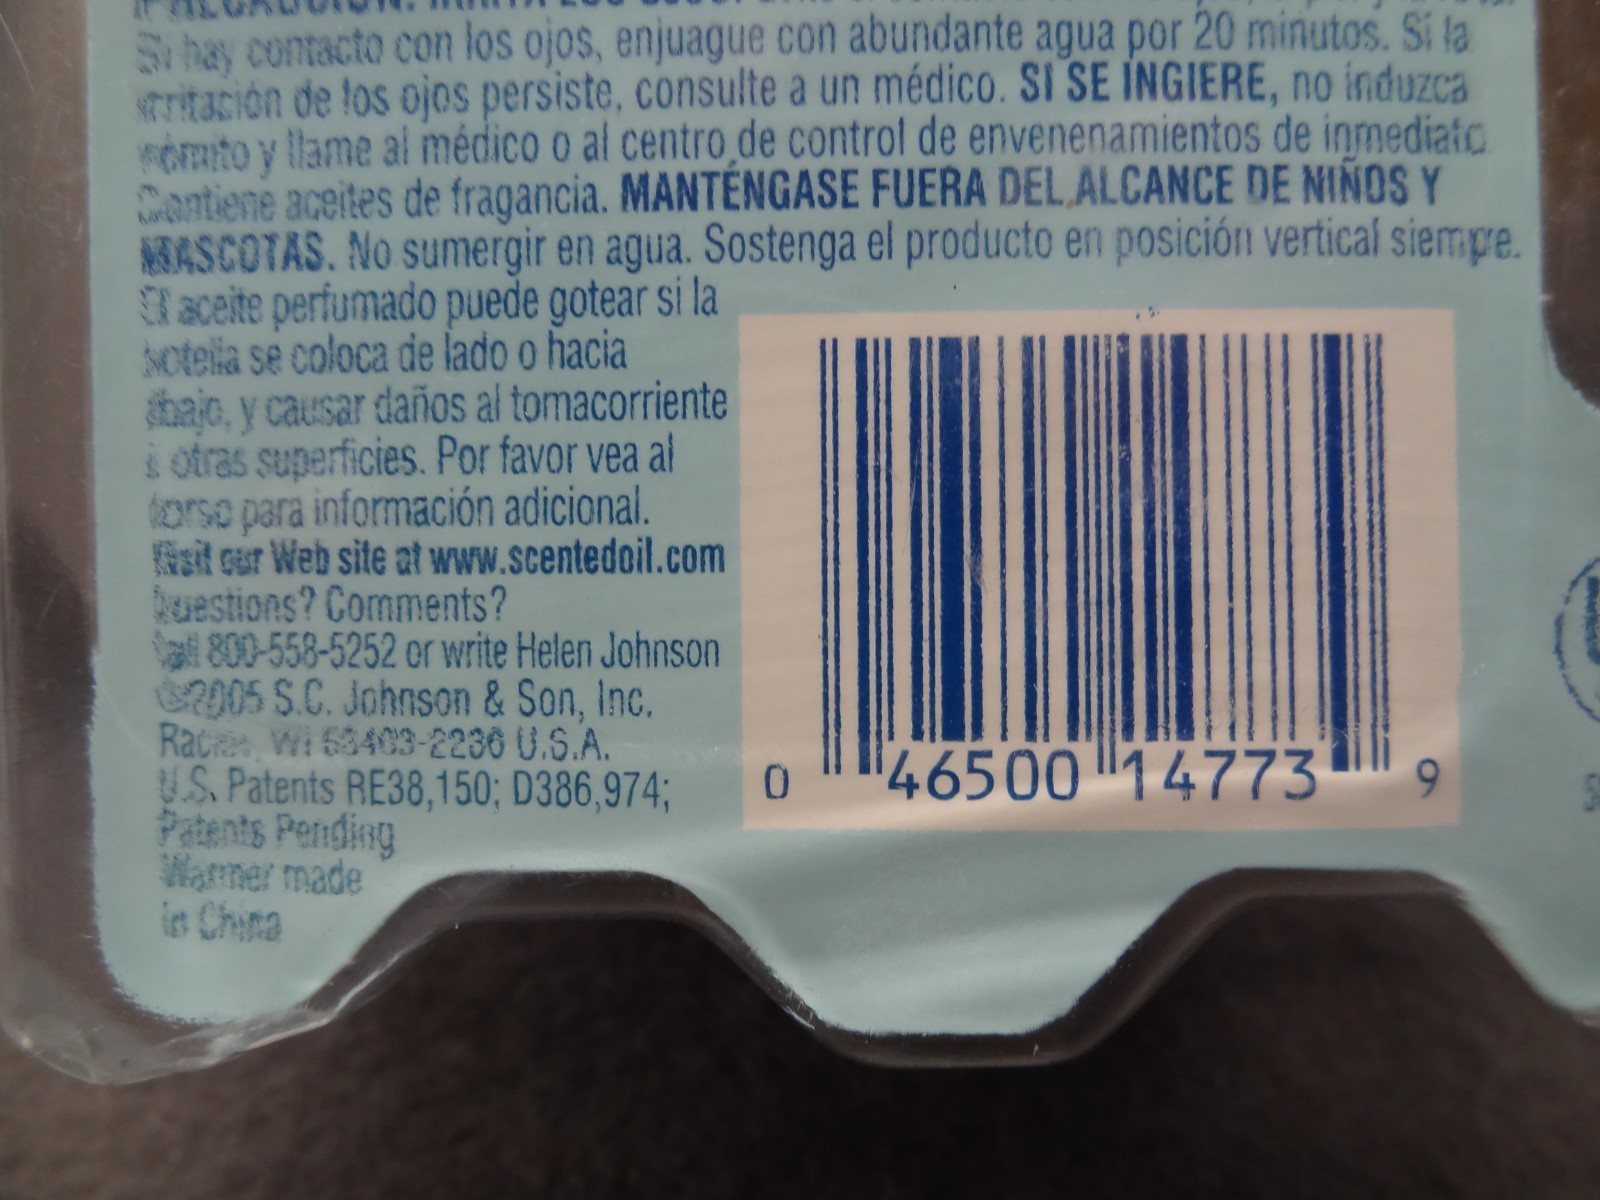 PRECAUCIÓN: IRRITA LOS OJOS.
Si hay contacto con los ojos, enjuague con abundante agua por 20 minutos. Si la
irritación de los ojos persiste, consulte a un médico. SI SE INGIERE, no induzca
vómito y llame al médico o al centro de control de envenenamientos de inmediato.
Contiene aceites de fragancia. MANTÉNGASE FUERA DEL ALCANCE DE NIÑOS Y
MASCOTAS. No sumergir en agua. Sostenga el producto en posición vertical siempre.
El aceite perfumado puede gotear si la
botella se coloca de lado o hacia
abajo, y causar daños al tomacorriente
otras superficies. Por favor vea al
dorso para información adicional.
Visit our Web site at www.scentedoil.com
Questions? Comments?
Call 800-558-5252 or write Helen Johnson
©2005 S.C. Johnson & Son, Inc.
Racine, WI 53403-2236 U.S.A.
U.S. Patents RE38,150; D386,974;
Patents Pending
Warmer made
in China
0 46500 14773 9